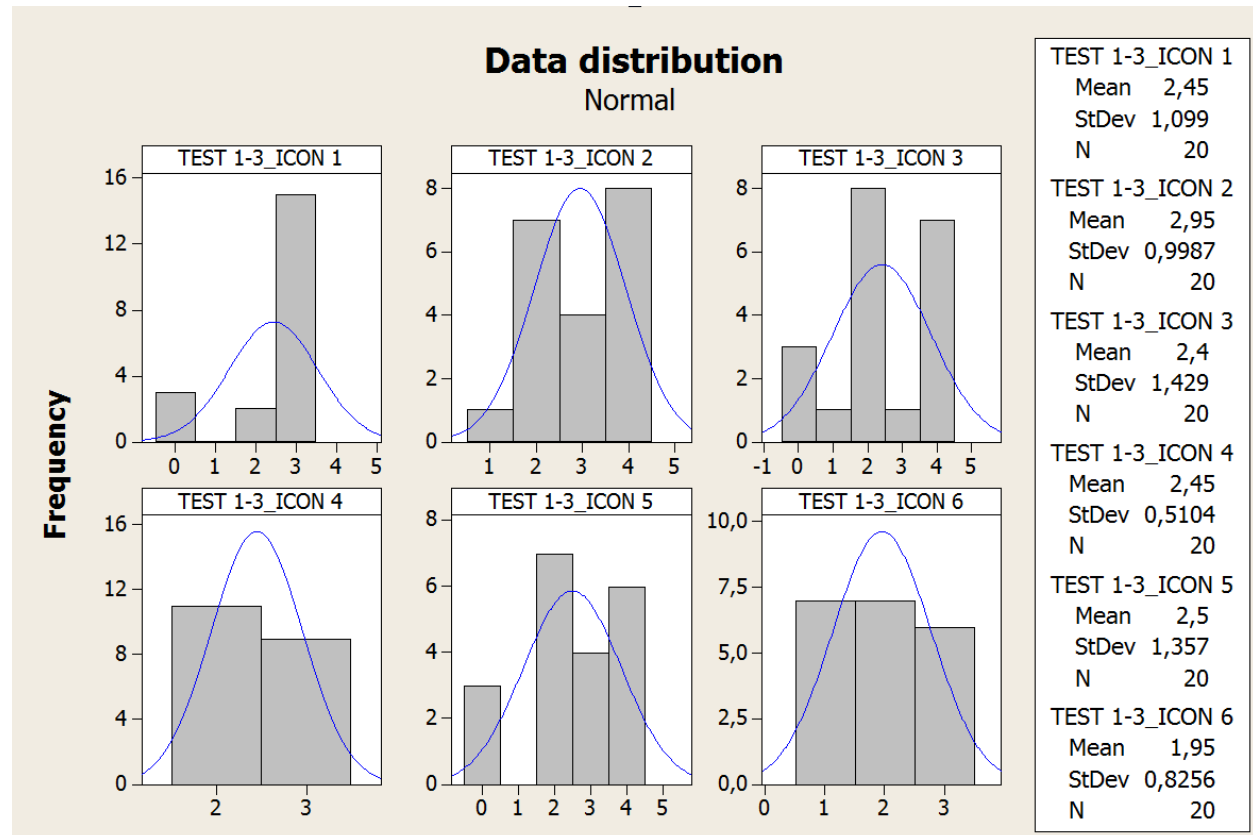 Data distribution
Normal
TEST 1-3_ICON 1
TEST 1-3_ICON 2
TEST 1-3_ICON 3
16
12
8
4
0
0 1 2 3 4 5
8
6
4
2
0
1 2 3 4 5
8
6
4
2
0
-1 0 1 2 3 4 5
Frequency
TEST 1-3_ICON 4
TEST 1-3_ICON 5
TEST 1-3_ICON 6
16
12
8
4
0
2 3
8
6
4
2
0
0 1 2 3 4 5
10,0
7,5
5,0
2,5
0,0
0 1 2 3
TEST 1-3_ICON 1
Mean 2,45
StDev 1,099
N 20
TEST 1-3_ICON 2
Mean 2,95
StDev 0,9987
N 20
TEST 1-3_ICON 3
Mean 2,4
StDev 1,429
N 20
TEST 1-3_ICON 4
Mean 2,45
StDev 0,5104
N 20
TEST 1-3_ICON 5
Mean 2,5
StDev 1,357
N 20
TEST 1-3_ICON 6
Mean 1,95
StDev 0,8256
N 20